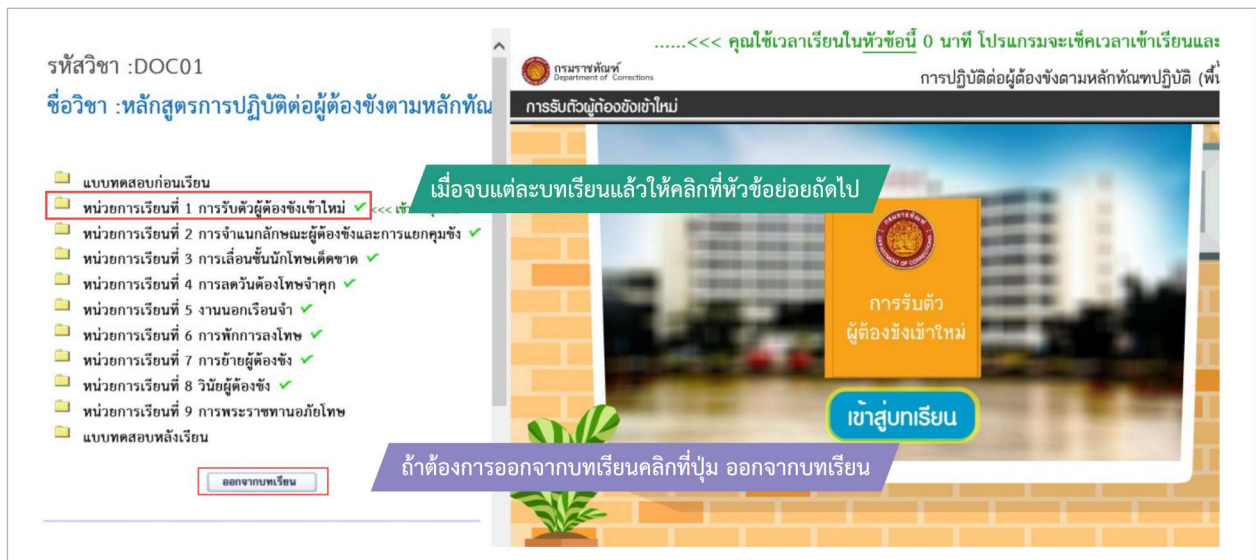 ......<<< คุณใช้เวลาเรียนในหัวข้อนี้ 0 นาที โปรแกรมจะเช็คเวลาเข้าเรียนและ
รหัสวิชา :DOC01
ชื่อวิชา :หลักสูตรการปฏิบัติต่อผู้ต้องขังตามหลักทัณ
กรมราชทัณฑ์
Department of Corrections
การปฏิบัติต่อผู้ต้องขังตามหลักทัณฑปฏิบัติ (พื้
การรับตัวผู้ต้องขังเข้าใหม่
แบบทดสอบก่อนเรียน
หน่วยการเรียนที่ 1 การรับตัวผู้ต้องขังเข้าใหม่ ✔ <<< เข้า
หน่วยการเรียนที่ 2 การจำแนกลักษณะผู้ต้องขังและการแยกคุมขัง ✔
หน่วยการเรียนที่ 3 การเลื่อนชั้นนักโทษเด็ดขาด ✔
หน่วยการเรียนที่ 4 การลดวันต้องโทษจำคุก ✔
หน่วยการเรียนที่ 5 งานนอกเรือนจำ ✔
หน่วยการเรียนที่ 6 การพักการลงโทษ ✔
หน่วยการเรียนที่ 7 การย้ายผู้ต้องขัง ✔
หน่วยการเรียนที่ 8 วินัยผู้ต้องขัง ✔
หน่วยการเรียนที่ 9 การพระราชทานอภัยโทษ
แบบทดสอบหลังเรียน
ออกจากบทเรียน
เมื่อจบแต่ละบทเรียนแล้วให้คลิกที่หัวข้อย่อยถัดไป
การรับตัว
ผู้ต้องขังเข้าใหม่
เข้าสู่บทเรียน
ถ้าต้องการออกจากบทเรียนคลิกที่ปุ่ม ออกจากบทเรียน